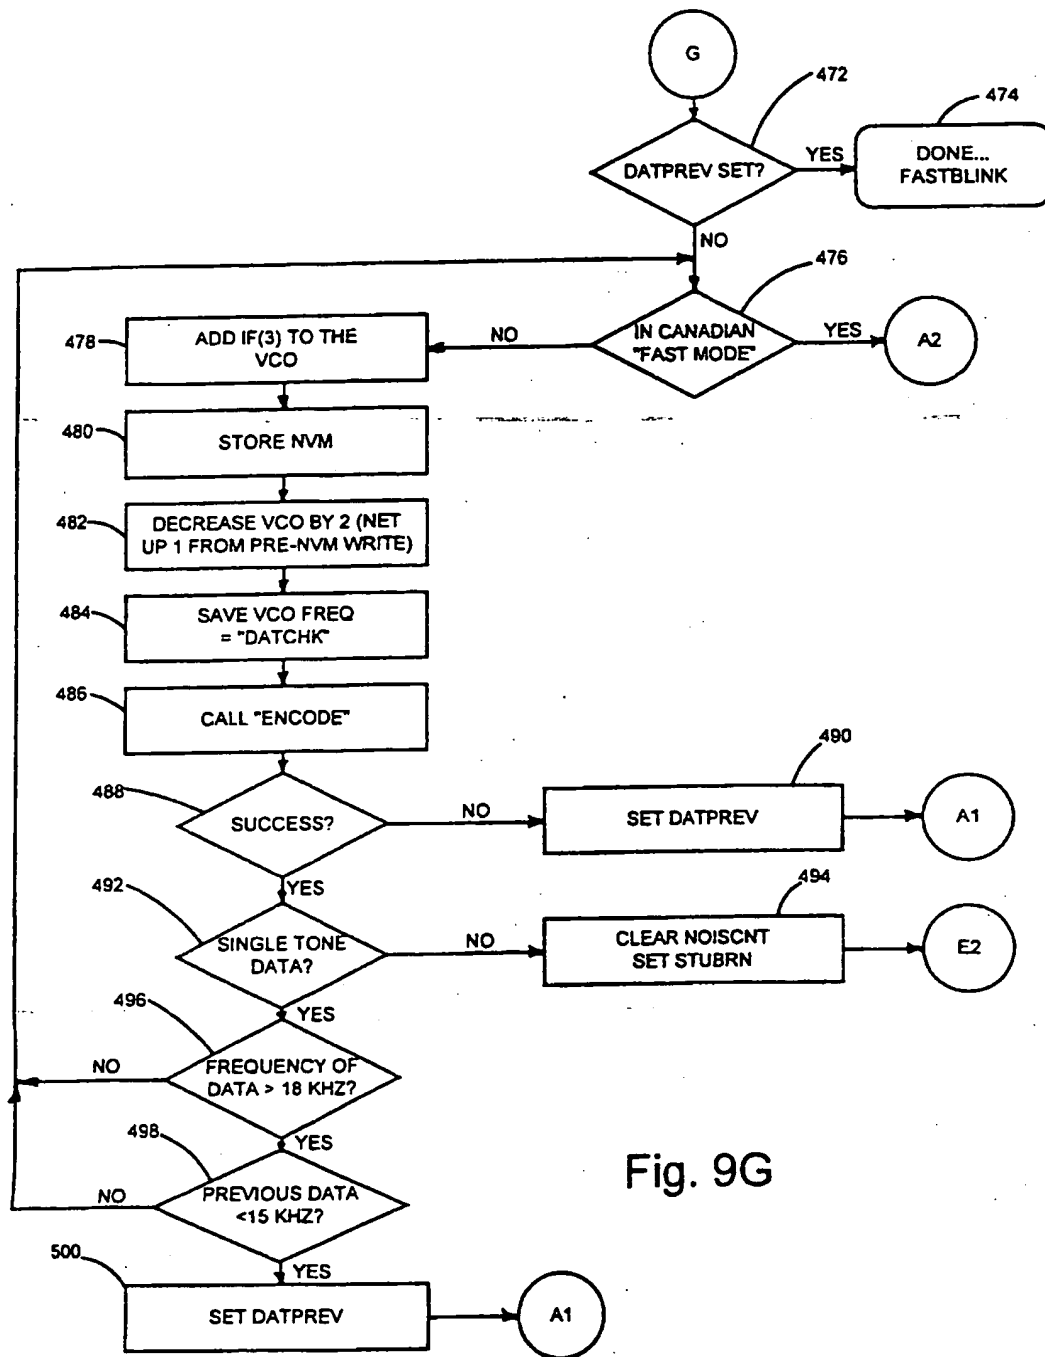 G
472
474
DATPREV SET?
YES
DONE...
FASTBLINK
NO
476
IN CANADIAN
"FAST MODE"
YES
A2
NO
478
ADD IF(3) TO THE
VCO
480
STORE NVM
482
DECREASE VCO BY 2 (NET
UP 1 FROM PRE-NVM WRITE)
484
SAVE VCO FREQ
= "DATCHK"
486
CALL "ENCODE"
488
SUCCESS?
NO
490
SET DATPREV
A1
YES
492
SINGLE TONE
DATA?
NO
494
CLEAR NOISCNT
SET STUBRN
E2
YES
496
FREQUENCY OF
DATA > 18 KHZ?
NO
YES
498
PREVIOUS DATA
<15 KHZ?
NO
YES
500
SET DATPREV
A1
Fig. 9G